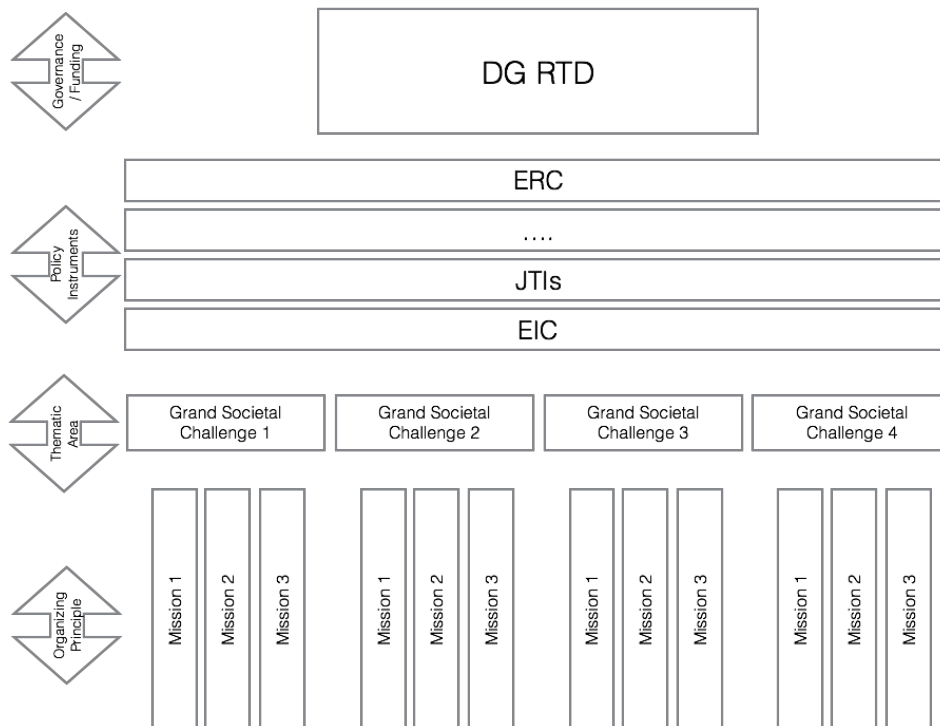 Governance
/ Funding
DG RTD
ERC
....
Policy
Instruments
JTIs
EIC
Thematic
Area
Grand Societal
Challenge 1
Grand Societal
Challenge 2
Grand Societal
Challenge 3
Grand Societal
Challenge 4
Organizing
Principle
Mission 1
Mission 2
Mission 3
Mission 1
Mission 2
Mission 3
Mission 1
Mission 2
Mission 3
Mission 1
Mission 2
Mission 3